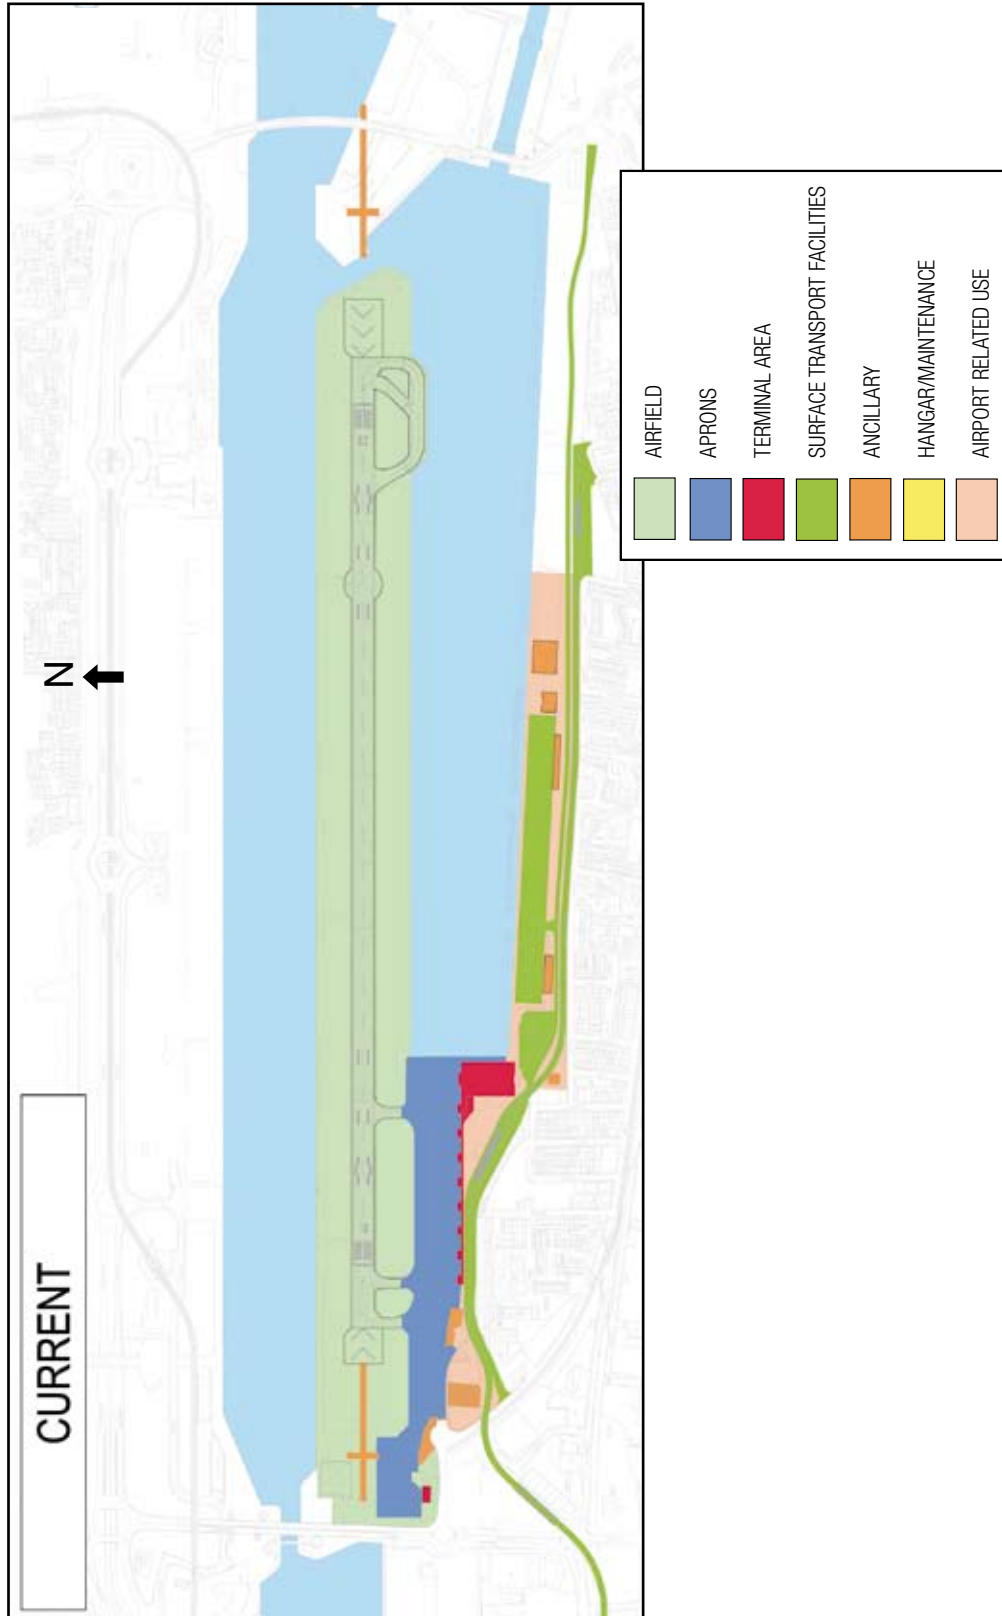 CURRENT
N
AIRFIELD
APRONS
TERMINAL AREA
SURFACE TRANSPORT FACILITIES
ANCILLARY
HANGAR/MAINTENANCE
AIRPORT RELATED USE